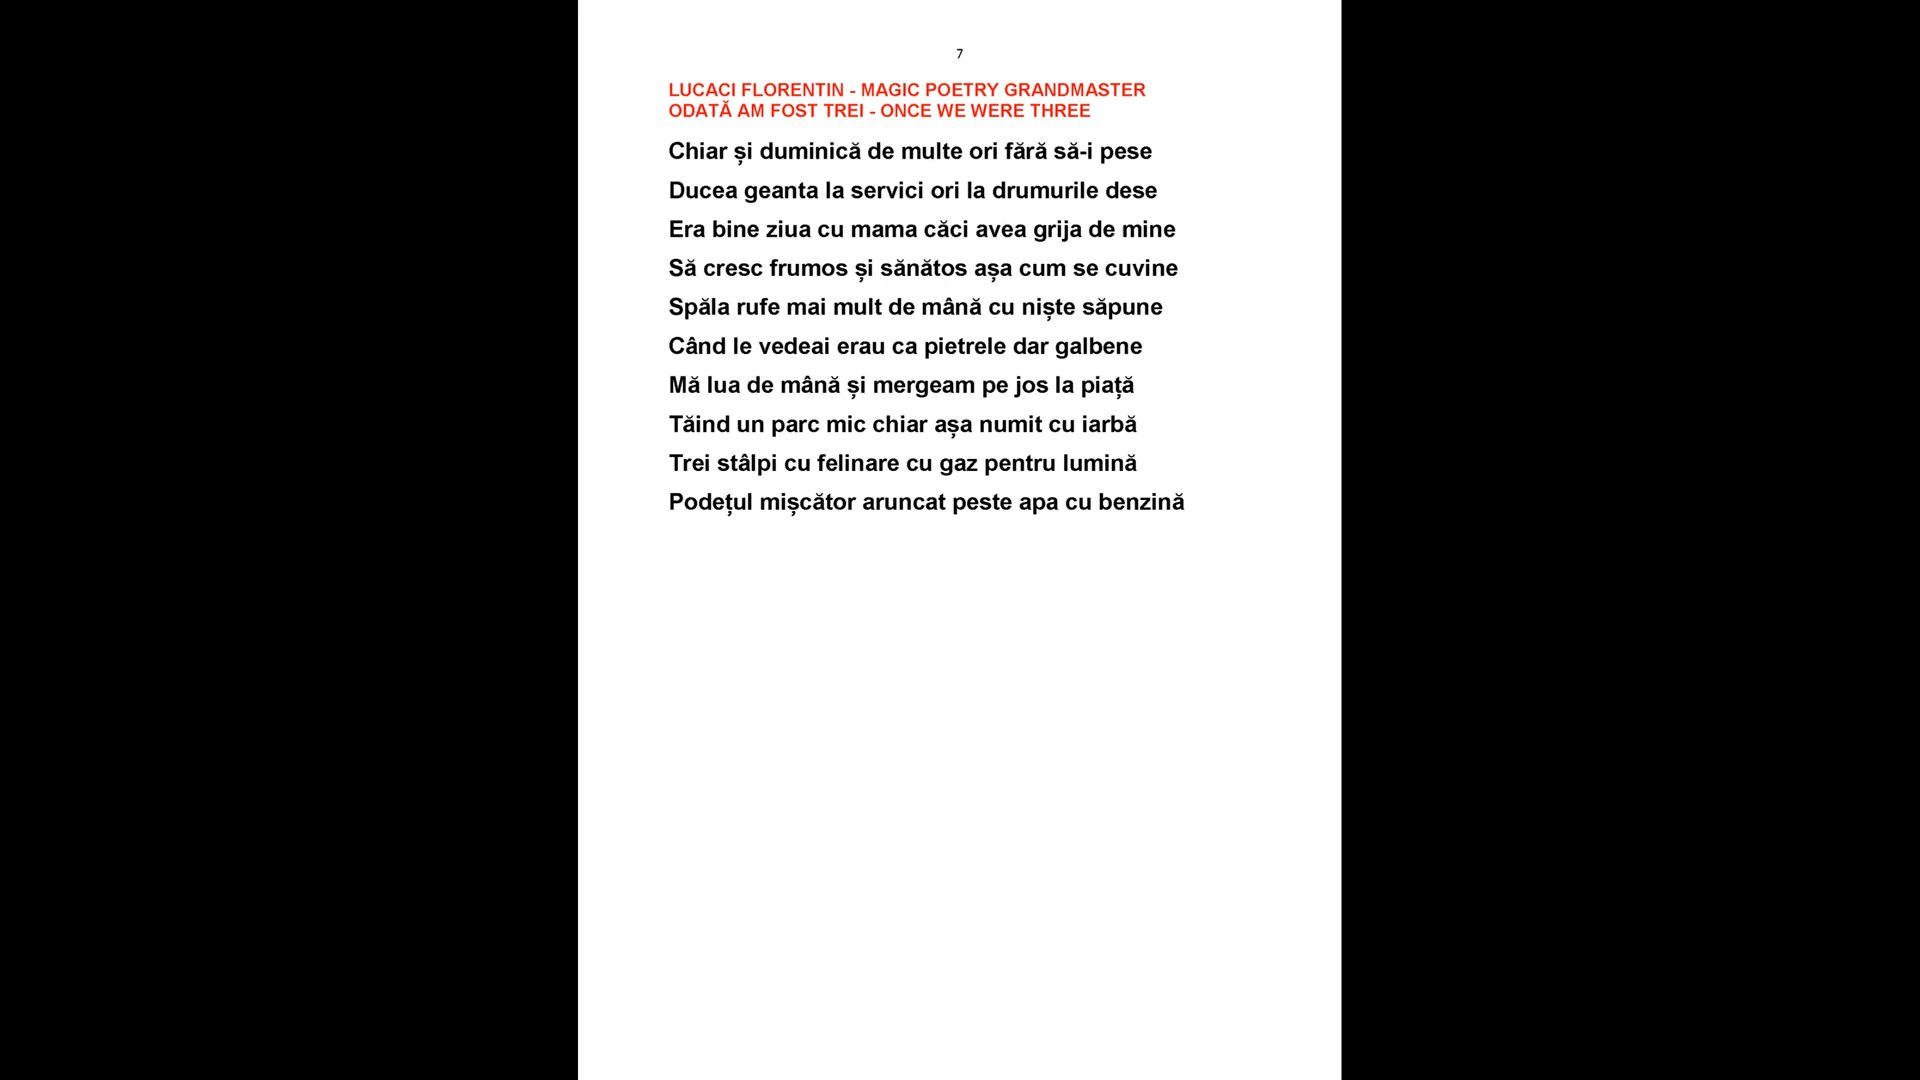 7
LUCACI FLORENTIN - MAGIC POETRY GRANDMASTER
ODATĂ AM FOST TREI - ONCE WE WERE THREE
Chiar și duminică de multe ori fără să-i pese
Ducea geanta la servici ori la drumurile dese
Era bine ziua cu mama căci avea grija de mine
Să cresc frumos și sănătos așa cum se cuvine
Spăla rufe mai mult de mână cu niște săpune
Când le vedeai erau ca pietrele dar galbene
Mă lua de mână și mergeam pe jos la piață
Tăind un parc mic chiar așa numit cu iarbă
Trei stâlpi cu felinare cu gaz pentru lumină
Podețul mișcător aruncat peste apa cu benzină